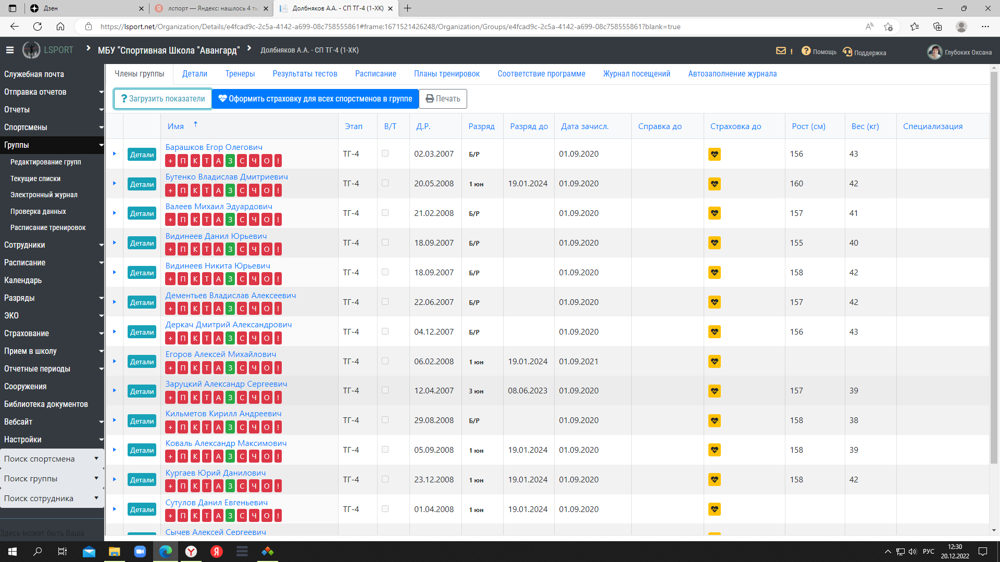 Дзен
лспорт — Яндекс: нашлось 4 ты
Долбняков А.А. - СП ТГ-4 (1-ХК)
https://lsport.net/Organization/Details/e4fcad9c-2c5a-4142-a699-08c758555861#frame:1671521426248/Organization/Groups/e4fcad9c-2c5a-4142-a699-08c758555861?blank=true
LSPORT
МБУ "Спортивная Школа "Авангард"
Долбняков А.А. - СП ТГ-4 (1-ХК)
! Помощь Поддержка Глубоких Оксана
Служебная почта
Отправка отчетов
Отчеты
Спортсмены
Группы
Редактирование групп
Текущие списки
Электронный журнал
Проверка данных
Расписание тренировок
Сотрудники
Расписание
Календарь
Разряды
ЭКО
Страхование
Прием в школу
Отчетные периоды
Сооружения
Библиотека документов
Вебсайт
Настройки
Поиск спортсмена
Поиск группы
Поиск сотрудника
Здесь может быть Ваша
Члены группы Детали Тренеры Результаты тестов Расписание Планы тренировок Соответствие программе Журнал посещений Автозаполнение журнала
? Загрузить показатели Оформить страховку для всех спорстменов в группе Печать
Имя Этап В/Т Д.Р. Разряд Разряд до Дата зачисл. Справка до Страховка до Рост (см) Вес (кг) Специализация
Барашков Егор Олегович
Детали ТГ-4 02.03.2007 Б/Р 01.09.2020 156 43
+ П К Т А З С Ч О !
Бутенко Владислав Дмитриевич
Детали ТГ-4 20.05.2008 1 юн 19.01.2024 01.09.2020 160 42
+ П К Т А З С Ч О !
Валеев Михаил Эдуардович
Детали ТГ-4 21.02.2008 Б/Р 01.09.2020 157 41
+ П К Т А З С Ч О !
Видинеев Данил Юрьевич
Детали ТГ-4 18.09.2007 Б/Р 01.09.2020 155 40
+ П К Т А З С Ч О !
Видинеев Никита Юрьевич
Детали ТГ-4 18.09.2007 Б/Р 01.09.2020 158 42
+ П К Т А З С Ч О !
Дементьев Владислав Алексеевич
Детали ТГ-4 22.06.2007 Б/Р 01.09.2020 157 42
+ П К Т А З С Ч О !
Деркач Дмитрий Александрович
Детали ТГ-4 04.12.2007 Б/Р 01.09.2020 156 43
+ П К Т А З С Ч О !
Егоров Алексей Михайлович
Детали ТГ-4 06.02.2008 1 юн 19.01.2024 01.09.2021
+ П К Т А З С Ч О !
Заруцкий Александр Сергеевич
Детали ТГ-4 12.04.2007 3 юн 08.06.2023 01.09.2020 157 39
+ П К Т А З С Ч О !
Кильметов Кирилл Андреевич
Детали ТГ-4 29.08.2008 Б/Р 01.09.2020 158 38
+ П К Т А З С Ч О !
Коваль Александр Максимович
Детали ТГ-4 05.09.2008 1 юн 19.01.2024 01.09.2020 158 39
+ П К Т А З С Ч О !
Кургаев Юрий Данилович
Детали ТГ-4 23.12.2008 1 юн 19.01.2024 01.09.2020 158 42
+ П К Т А З С Ч О !
Сутулов Данил Евгеньевич
Детали ТГ-4 01.04.2008 1 юн 19.01.2024 01.09.2020
+ П К Т А З С Ч О !
Сычев Алексей Сергеевич
РУС
12:30
20.12.2022